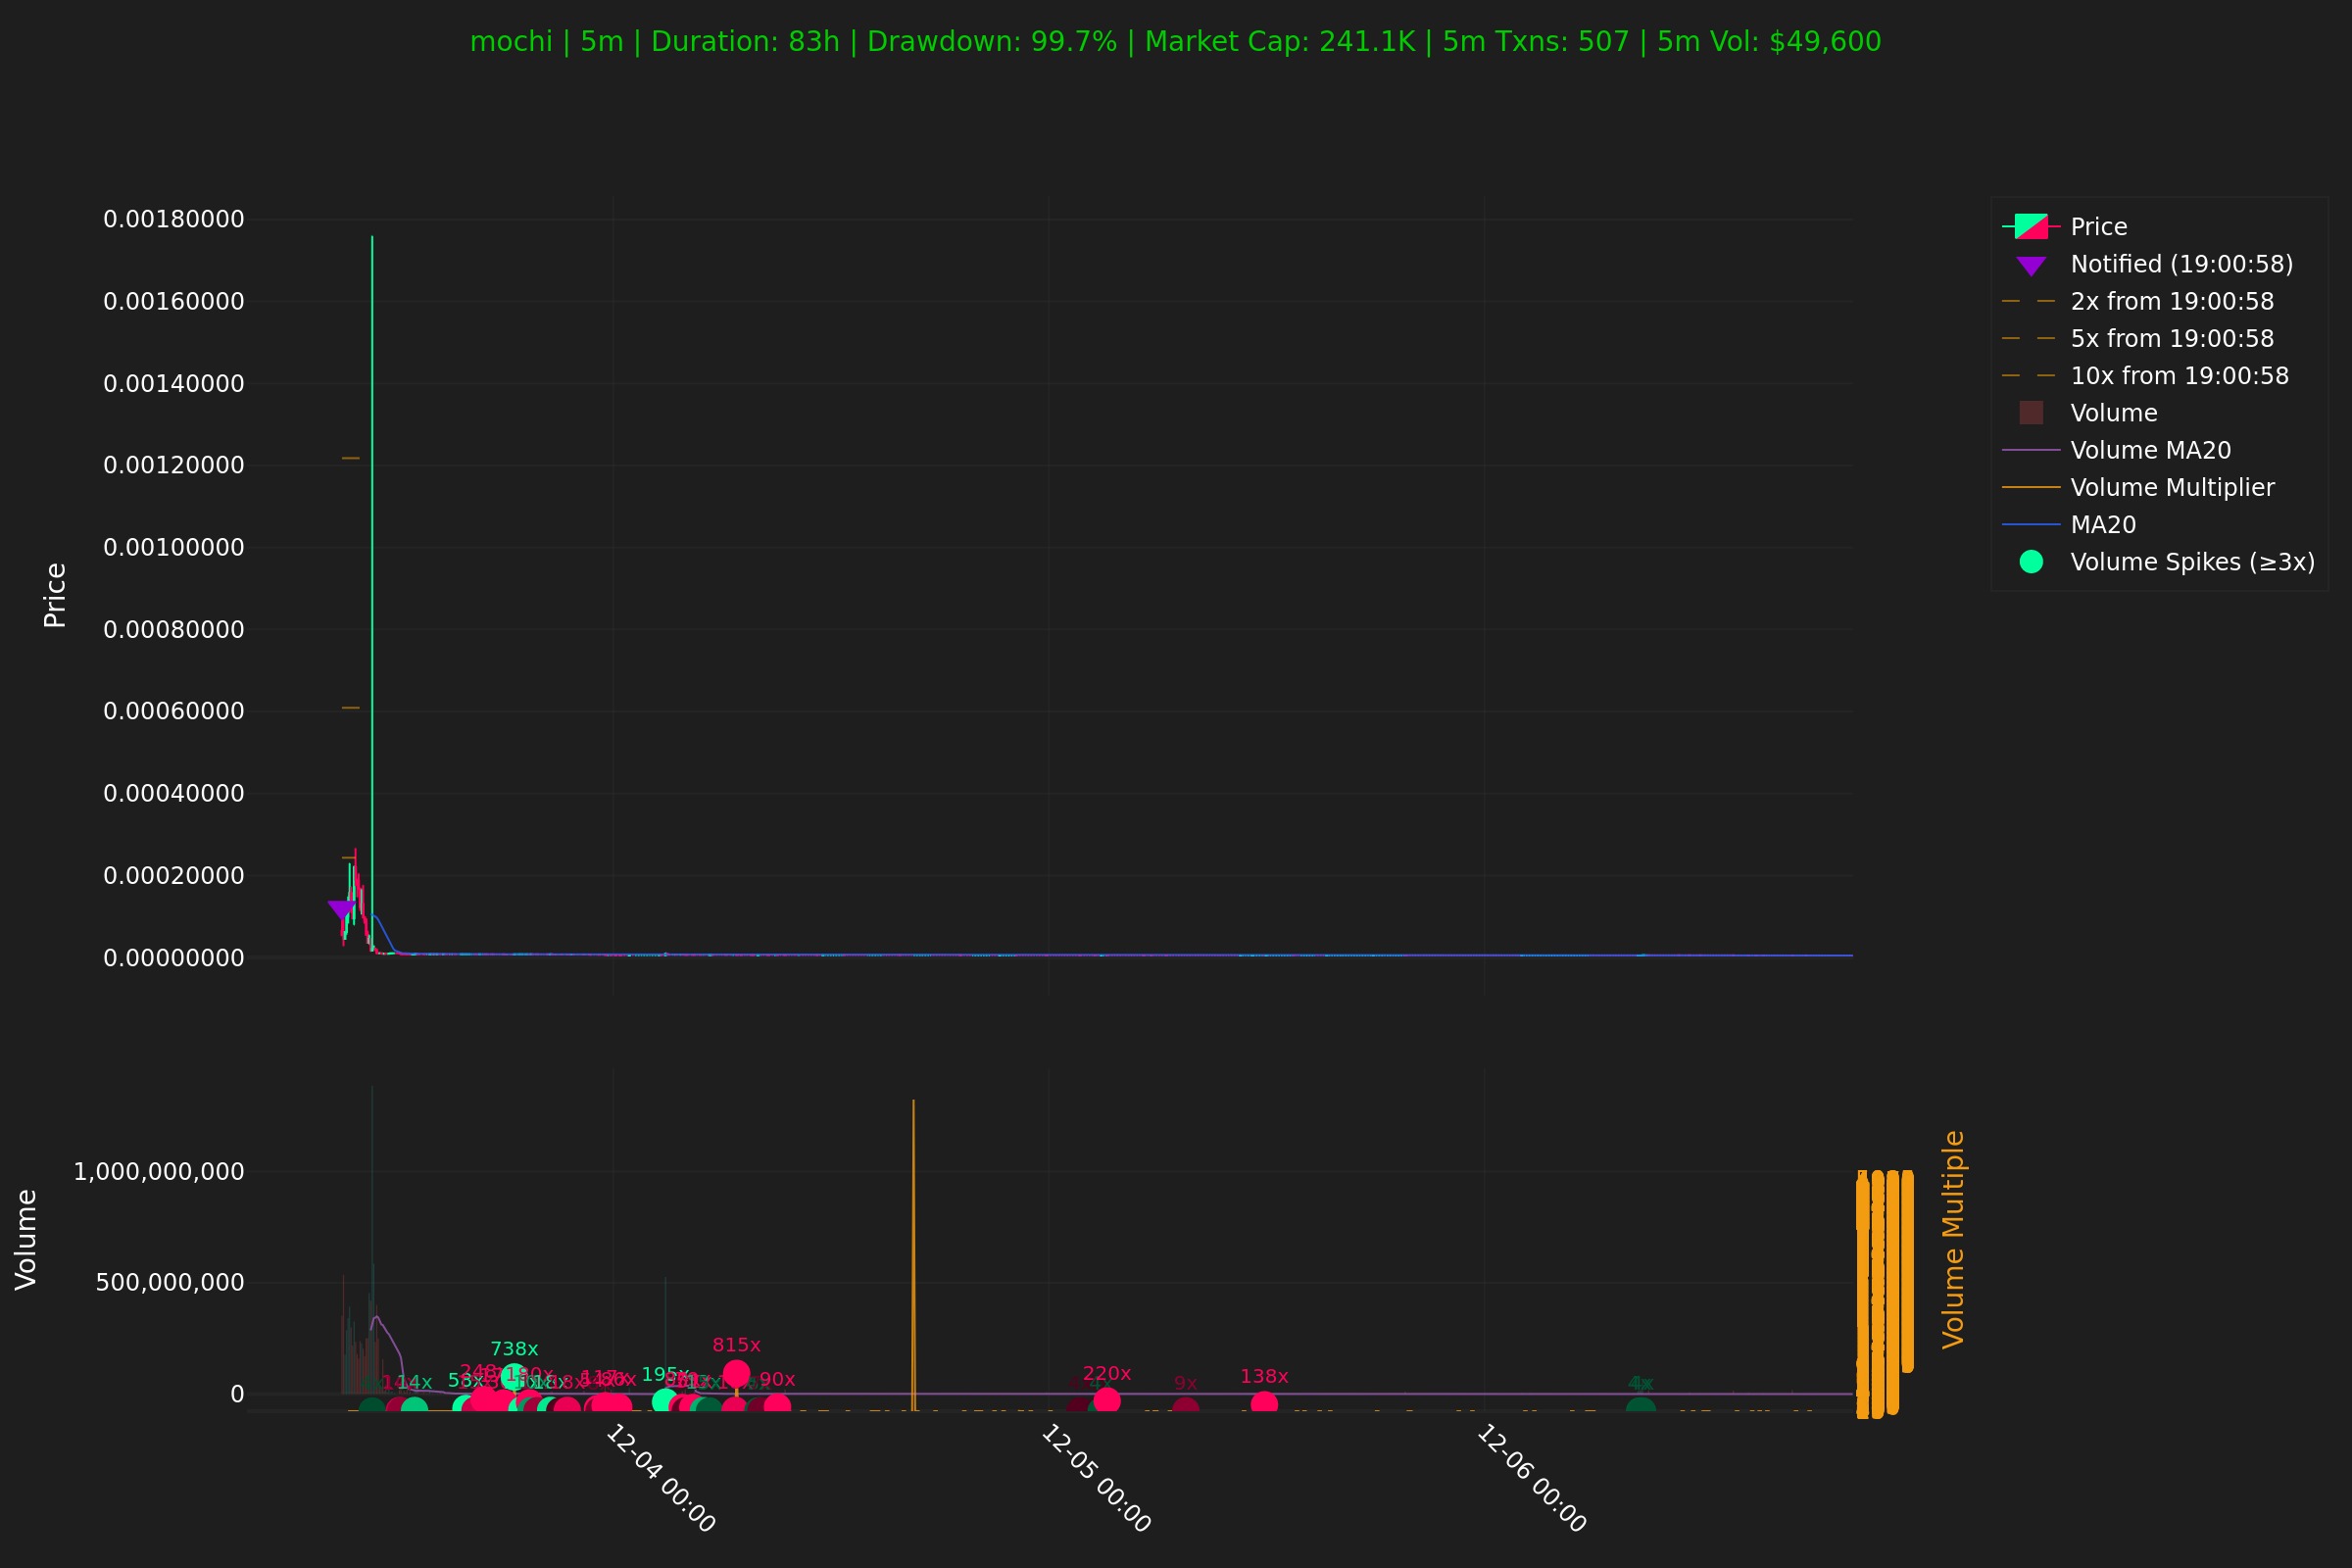 mochi | 5m | Duration: 83h | Drawdown: 99.7% | Market Cap: 241.1K | 5m Txns: 507 | 5m Vol: $49,600
0.00180000
0.00160000
0.00140000
0.00120000
0.00100000
0.00080000
0.00060000
0.00040000
0.00020000
0.00000000
Price
Price
Notified (19:00:58)
2x from 19:00:58
5x from 19:00:58
10x from 19:00:58
Volume
Volume MA20
Volume Multiplier
MA20
Volume Spikes (≥3x)
1,000,000,000
500,000,000
0
Volume
Volume Multiple
14x
738x
18x
195x
815x
90x
4x
220x
9x
138x
4x
12-04 00:00
12-05 00:00
12-06 00:00